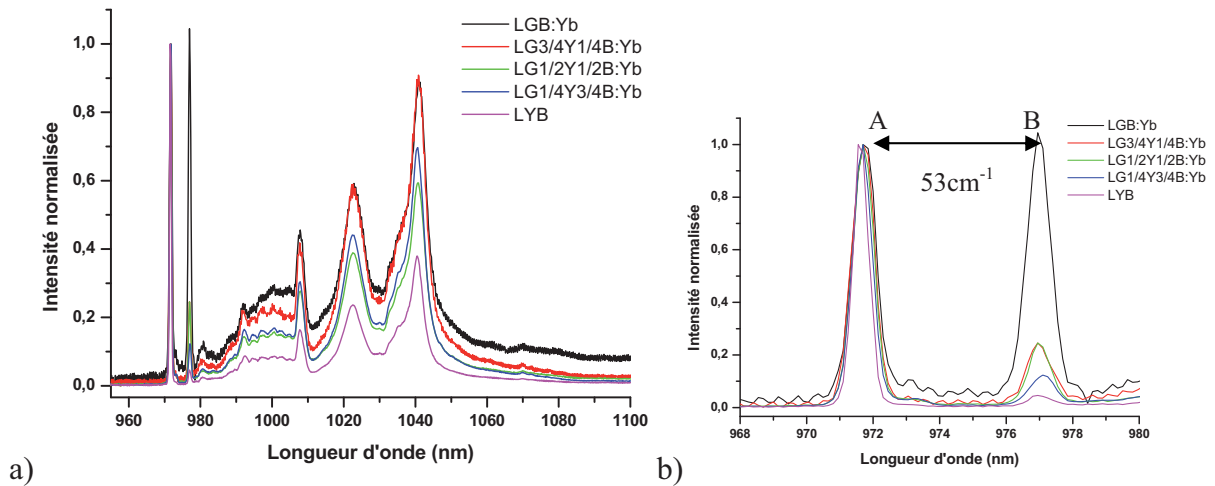 LGB:Yb
LG3/4Y1/4B:Yb
LG1/2Y1/2B:Yb
LG1/4Y3/4B:Yb
LYB
Intensité normalisée
1,0
0,8
0,6
0,4
0,2
0,0
960 980 1000 1020 1040 1060 1080 1100
Longueur d'onde (nm)
a)
A B
53cm⁻¹
LGB:Yb
LG3/4Y1/4B:Yb
LG1/2Y1/2B:Yb
LG1/4Y3/4B:Yb
LYB
Intensité normalisée
1,0
0,8
0,6
0,4
0,2
0,0
968 970 972 974 976 978 980
Longueur d'onde (nm)
b)